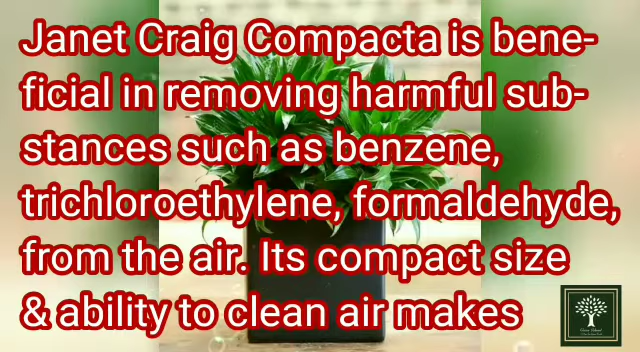 Janet Craig Compacta is bene-
ficial in removing harmful sub-
stances such as benzene,
trichloroethylene, formaldehyde,
from the air. Its compact size
& ability to clean air makes